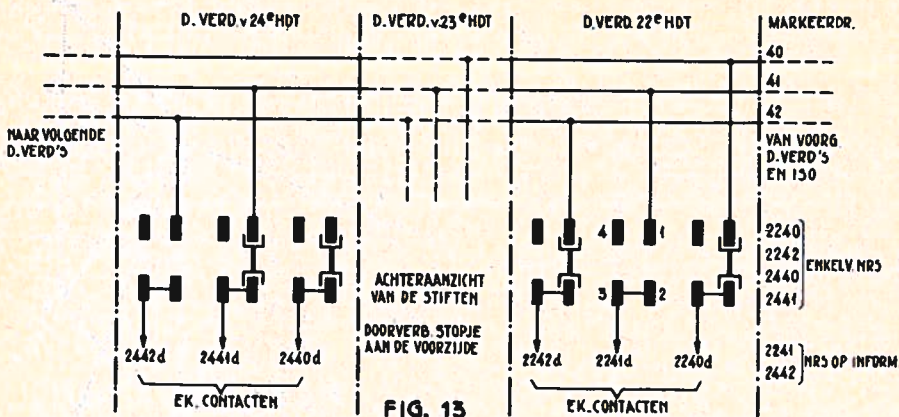 D. VERD. v 24e HDT
D. VERD. v. 23e HDT
D. VERD. 22e HDT
MARKEERDR.
40
41
42
NAAR VOLGENDE
D. VERD'S
VAN VOORG.
D. VERD'S
EN 150
4
1
3
2
2240
2242
2440
2441
ENKELV. NRS
ACHTERAANZICHT
VAN DE STIFTEN
DOORVERB. STOPJE
AAN DE VOORZIJDE
2442d
2441d
2440d
2242d
2241d
2240d
2241
2442
NRS OP INFORM
EK. CONTACTEN
EK. CONTACTEN
FIG. 13